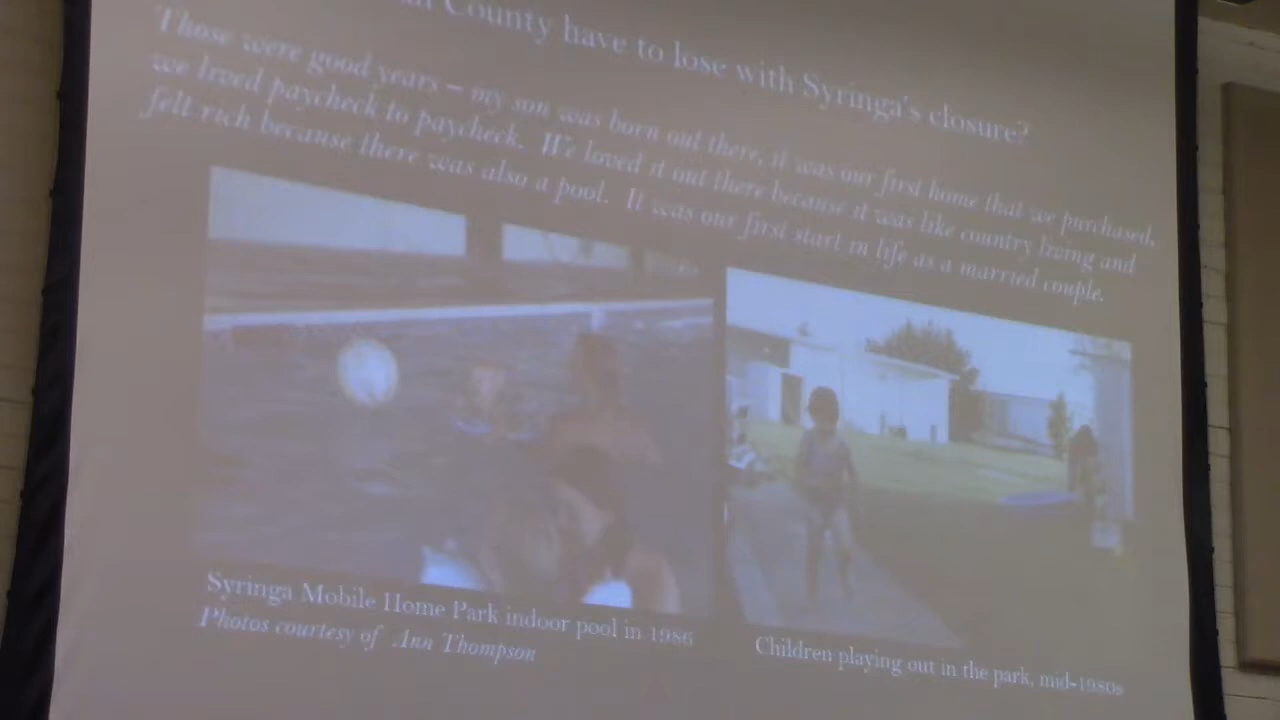 County have to lose with Syringa's closure?
Those were good years – my son was born out there, it was our first home that we purchased,
we lived paycheck to paycheck. We loved it out there because it was like country living and
felt rich because there was also a pool. It was our first start in life as a married couple.
Syringa Mobile Home Park indoor pool in 1986
Photos courtesy of Ann Thompson
Children playing out in the park, mid-1980s